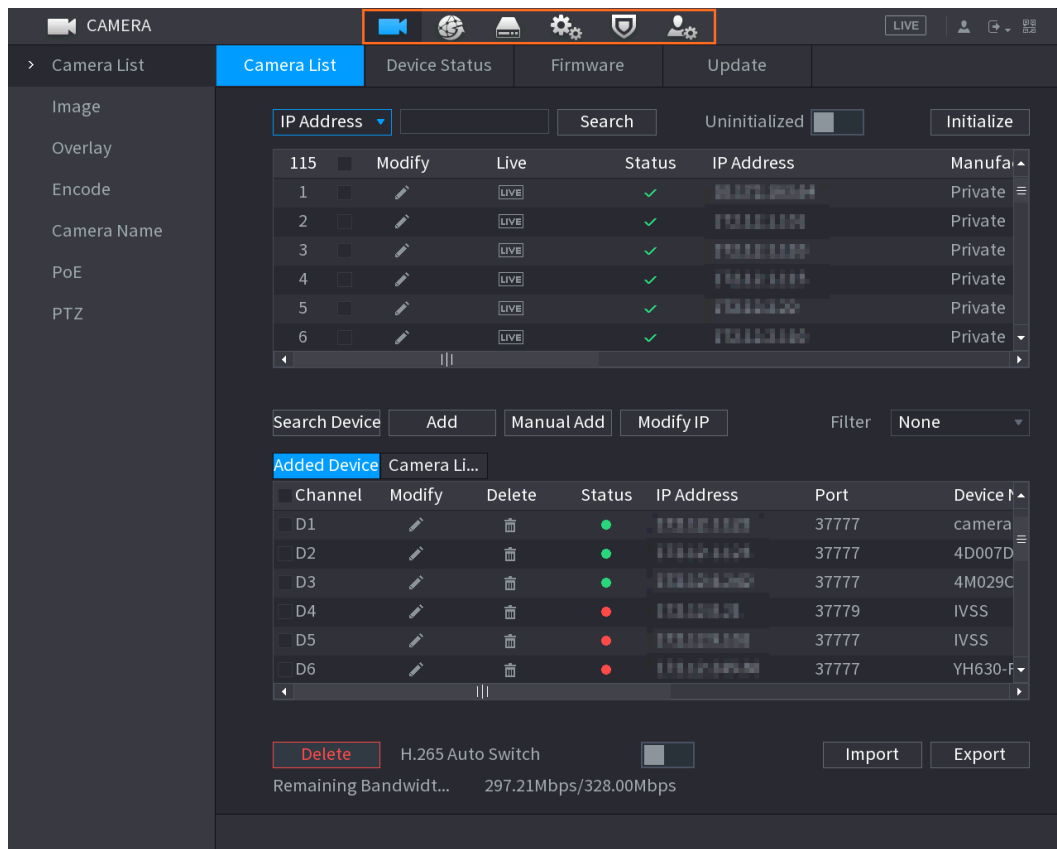 CAMERA LIVE
Camera List Camera List Device Status Firmware Update
Image
Overlay
Encode
Camera Name
PoE
PTZ
IP Address Search Uninitialized Initialize
115 Modify Live Status IP Address Manufa
1 LIVE Private
2 LIVE Private
3 LIVE Private
4 LIVE Private
5 LIVE Private
6 LIVE Private
Search Device Add Manual Add Modify IP Filter None
Added Device Camera Li...
Channel Modify Delete Status IP Address Port Device
D1 37777 camera
D2 37777 4D007D
D3 37777 4M029C
D4 37779 IVSS
D5 37777 IVSS
D6 37777 YH630-
Delete H.265 Auto Switch Import Export
Remaining Bandwidt... 297.21Mbps/328.00Mbps